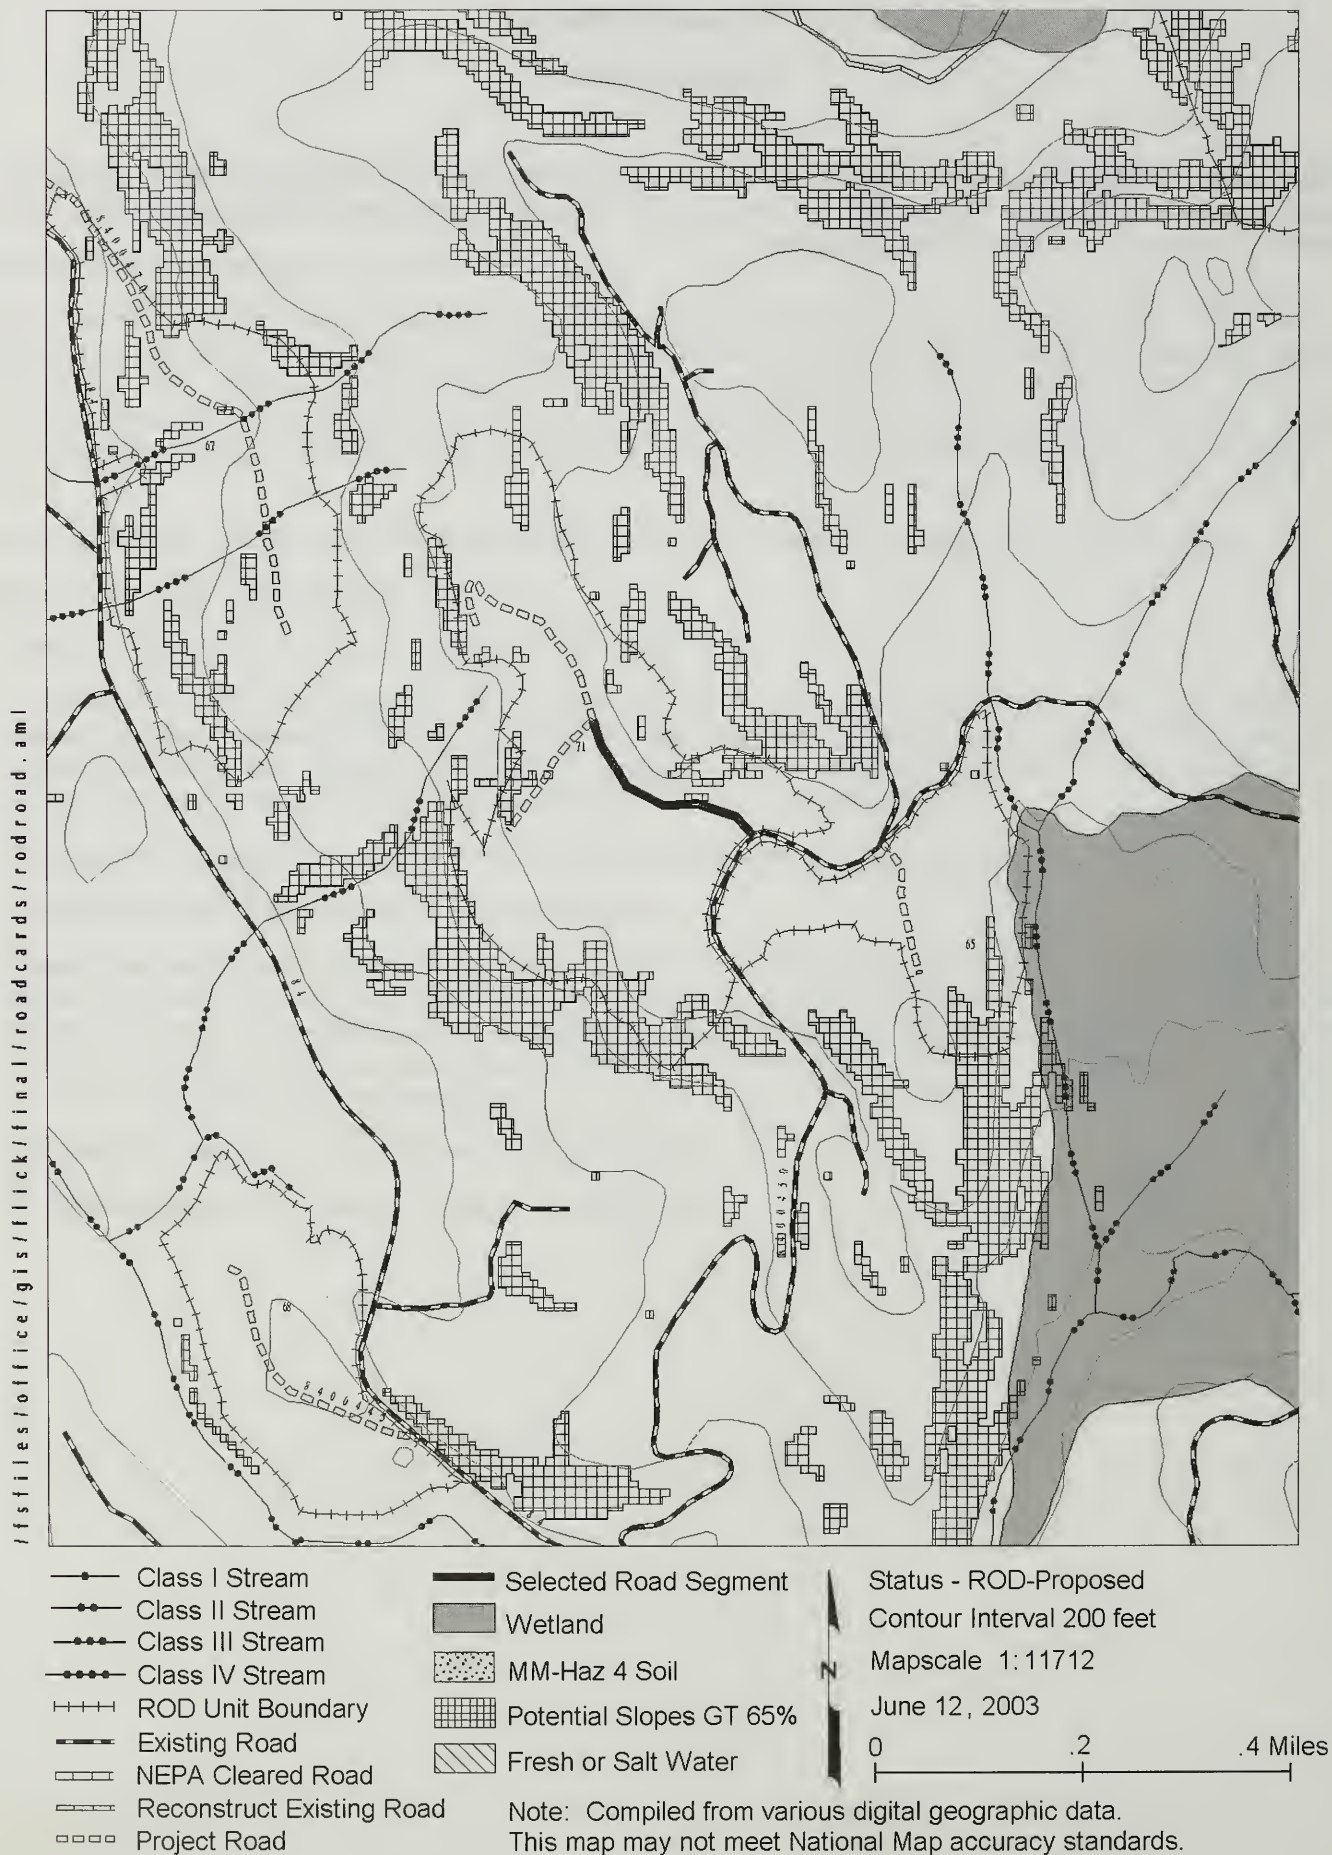 /fsfiles/office/gis/flick/final/roadcards/rodroad.aml
8400470
67
71
84
65
68
8406445
84
Class I Stream
Class II Stream
Class III Stream
Class IV Stream
ROD Unit Boundary
Existing Road
NEPA Cleared Road
Reconstruct Existing Road
Project Road
Selected Road Segment
Wetland
MM-Haz 4 Soil
Potential Slopes GT 65%
Fresh or Salt Water
N
Status - ROD-Proposed
Contour Interval 200 feet
Mapscale 1:11712
June 12, 2003
0 .2 .4 Miles
Note: Compiled from various digital geographic data.
This map may not meet National Map accuracy standards.